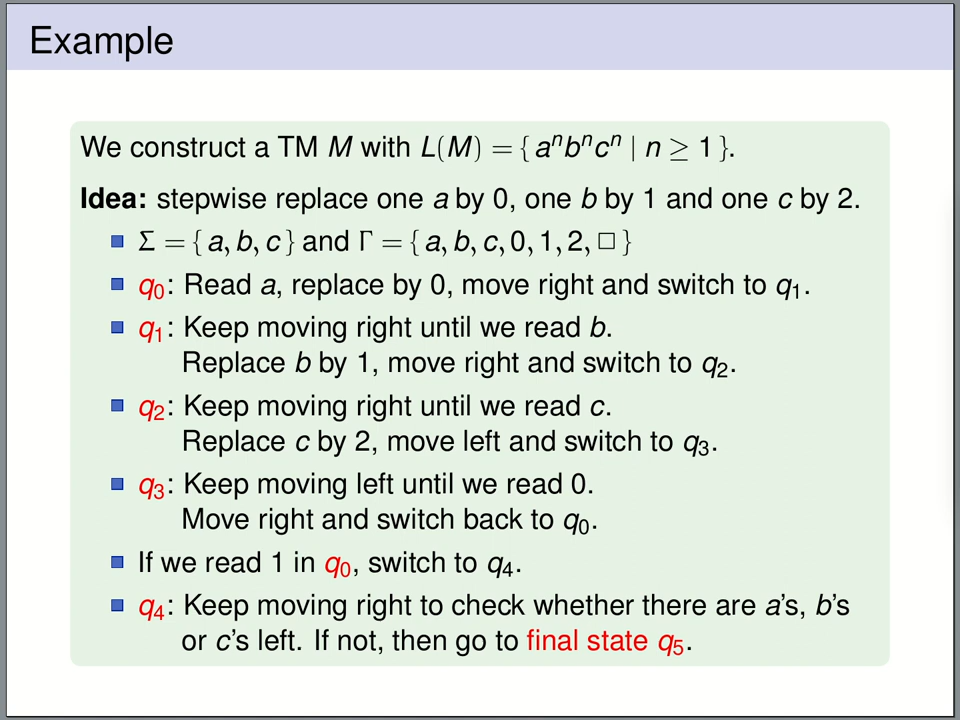 Example
We construct a TM M with L(M) = { aⁿbⁿcⁿ | n ≥ 1 }.
Idea: stepwise replace one a by 0, one b by 1 and one c by 2.
Σ = { a, b, c } and Γ = { a, b, c, 0, 1, 2, □ }
q₀: Read a, replace by 0, move right and switch to q₁.
q₁: Keep moving right until we read b.
Replace b by 1, move right and switch to q₂.
q₂: Keep moving right until we read c.
Replace c by 2, move left and switch to q₃.
q₃: Keep moving left until we read 0.
Move right and switch back to q₀.
If we read 1 in q₀, switch to q₄.
q₄: Keep moving right to check whether there are a's, b's
or c's left. If not, then go to final state q₅.